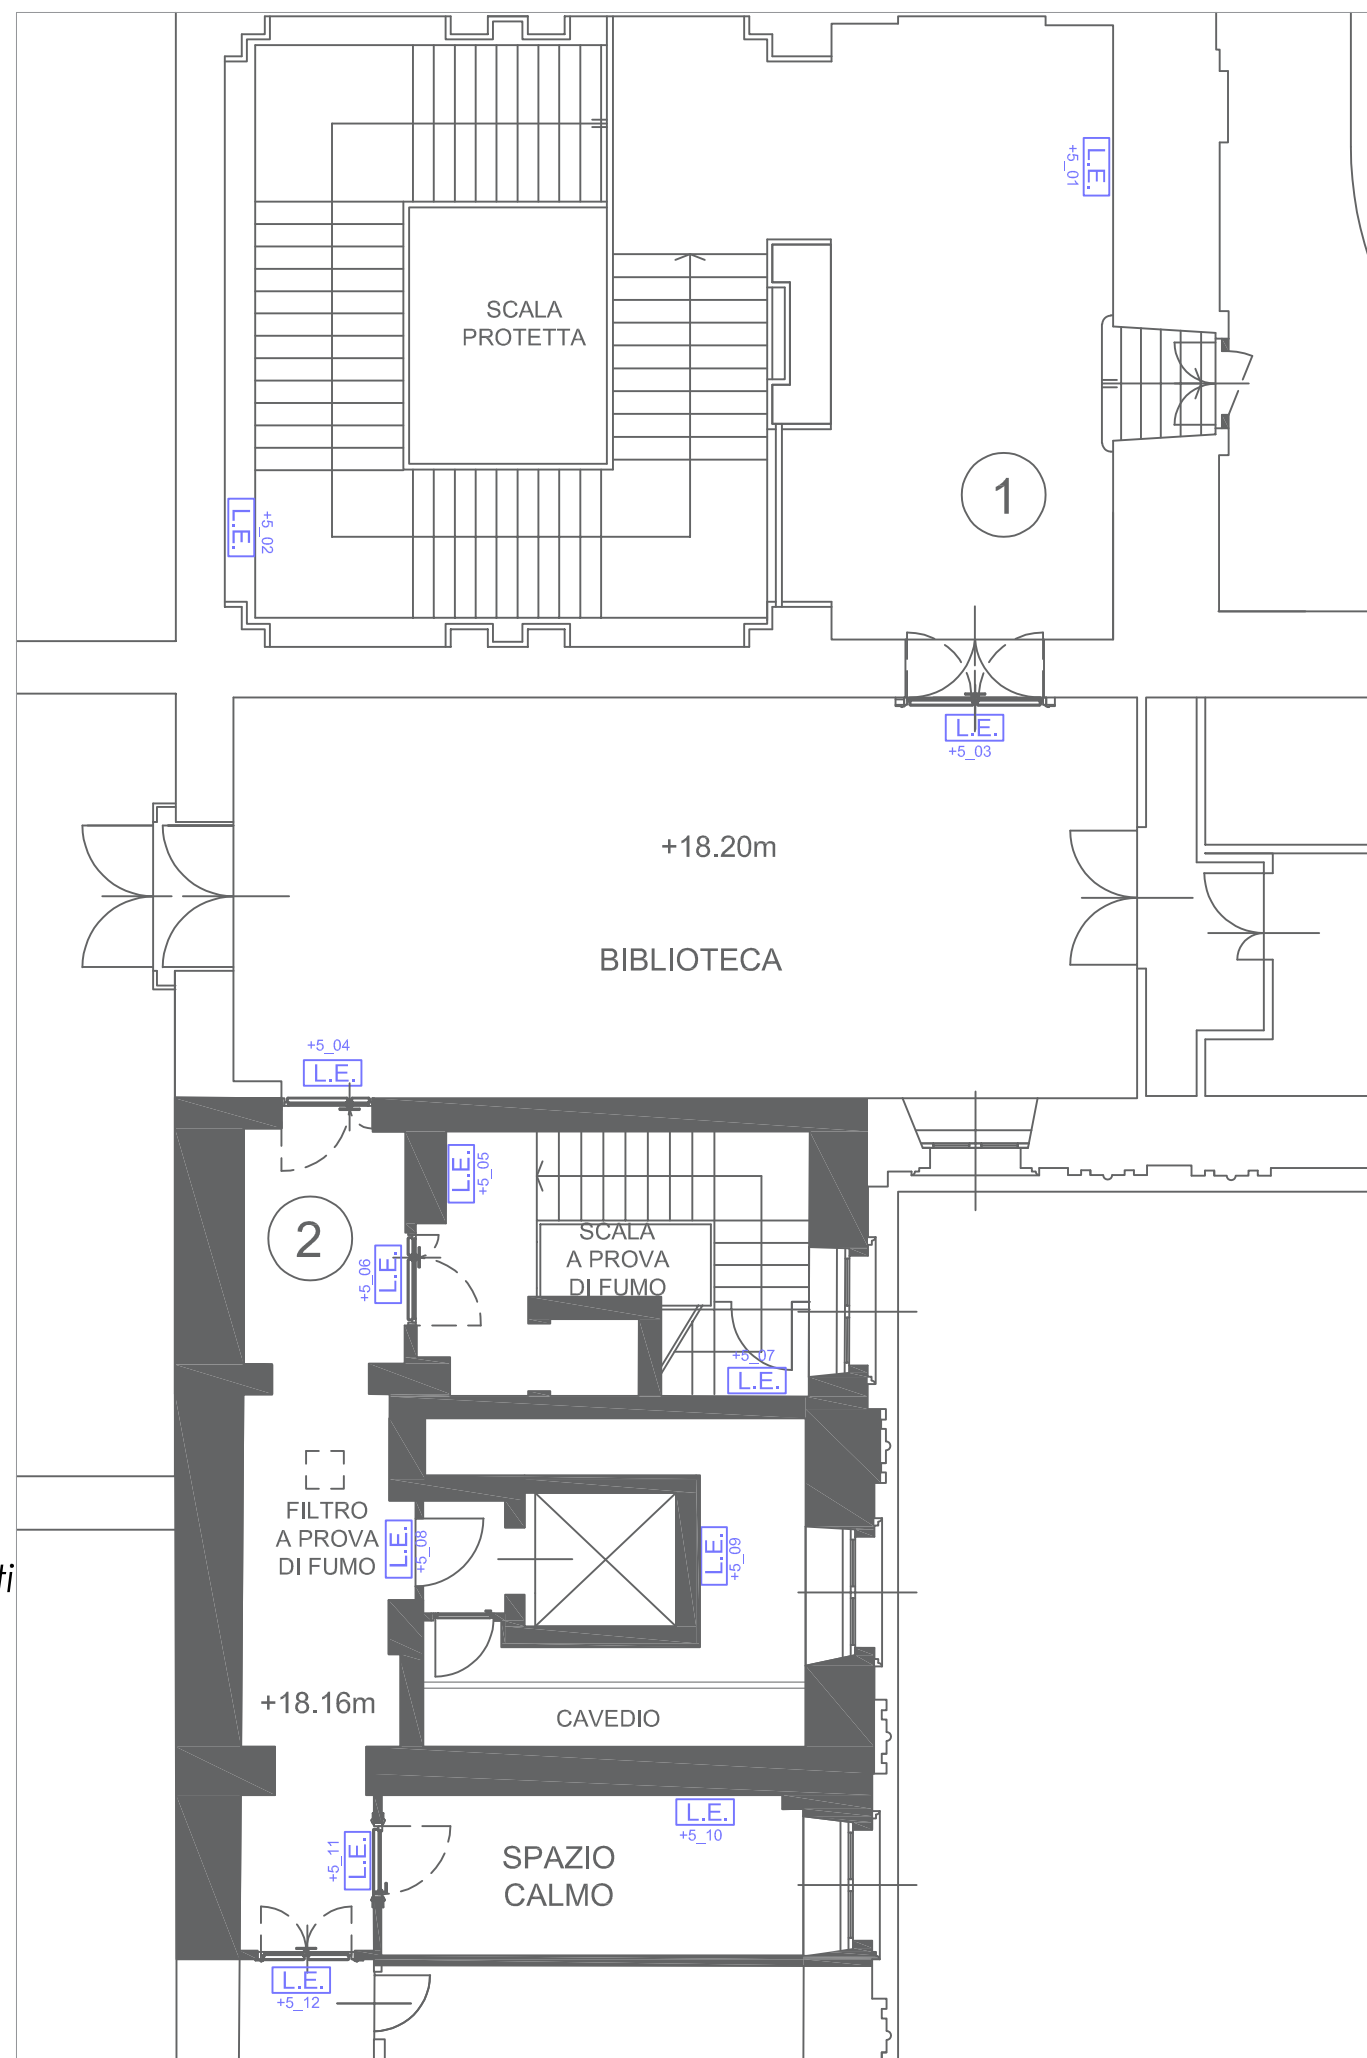 L.E.
+5_01
SCALA
PROTETTA
1
L.E.
+5_02
L.E.
+5_03
+18.20m
BIBLIOTECA
+5_04
L.E.
L.E.
+5_05
2
SCALA
A PROVA
DI FUMO
+5_06
L.E.
+5_07
L.E.
FILTRO
A PROVA
DI FUMO
L.E.
+5_08
L.E.
+5_09
ti
+18.16m
CAVEDIO
L.E.
+5_10
+5_11
L.E.
SPAZIO
CALMO
L.E.
+5_12